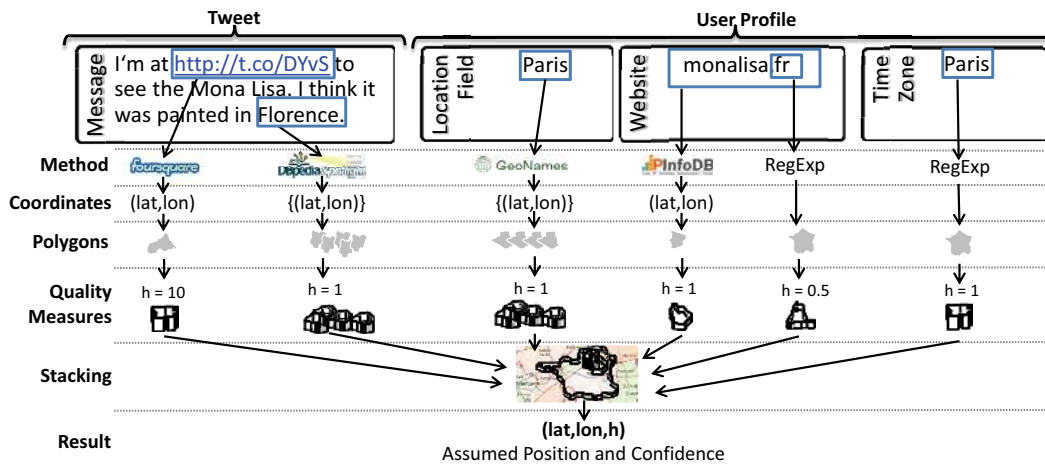 Tweet
User Profile
Message
I'm at http://t.co/DYvS to
see the Mona Lisa. I think it
was painted in Florence.
Location
Field
Paris
Website
monalisa.fr
Time
Zone
Paris
Method
foursquare
DBpedia Spotlight
GeoNames
IPInfoDB
RegExp
RegExp
Coordinates
(lat,lon)
{(lat,lon)}
{(lat,lon)}
(lat,lon)
Polygons
Quality
Measures
h = 10
h = 1
h = 1
h = 1
h = 0.5
h = 1
Stacking
Result
(lat,lon,h)
Assumed Position and Confidence